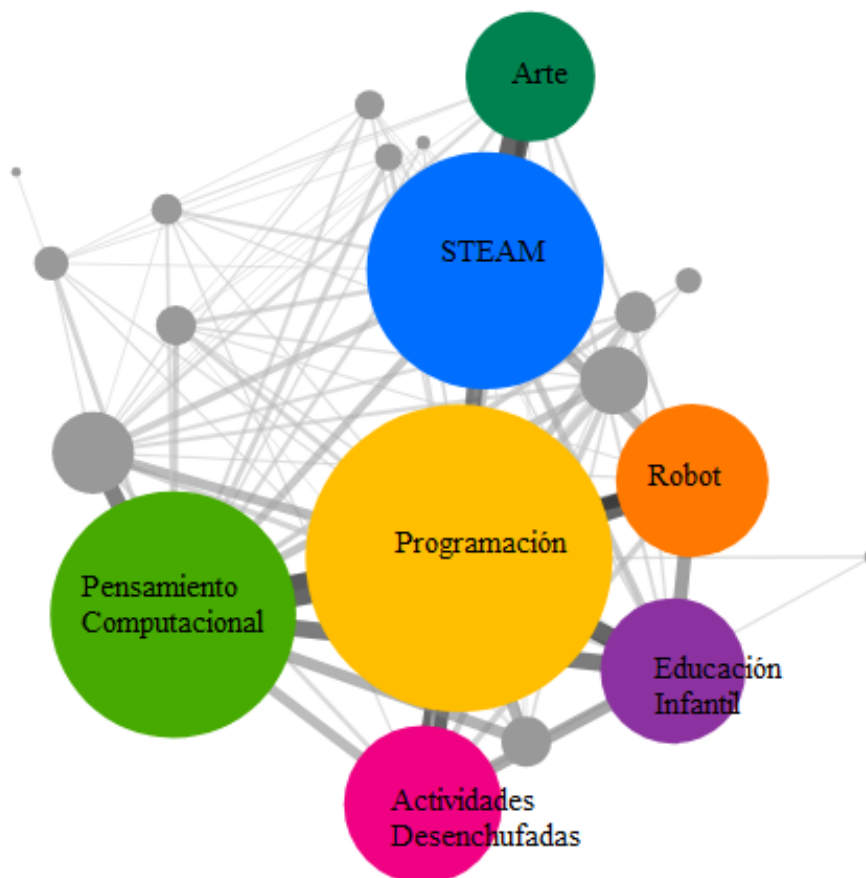 Arte
STEAM
Robot
Programación
Pensamiento
Computacional
Educación
Infantil
Actividades
Desenchufadas